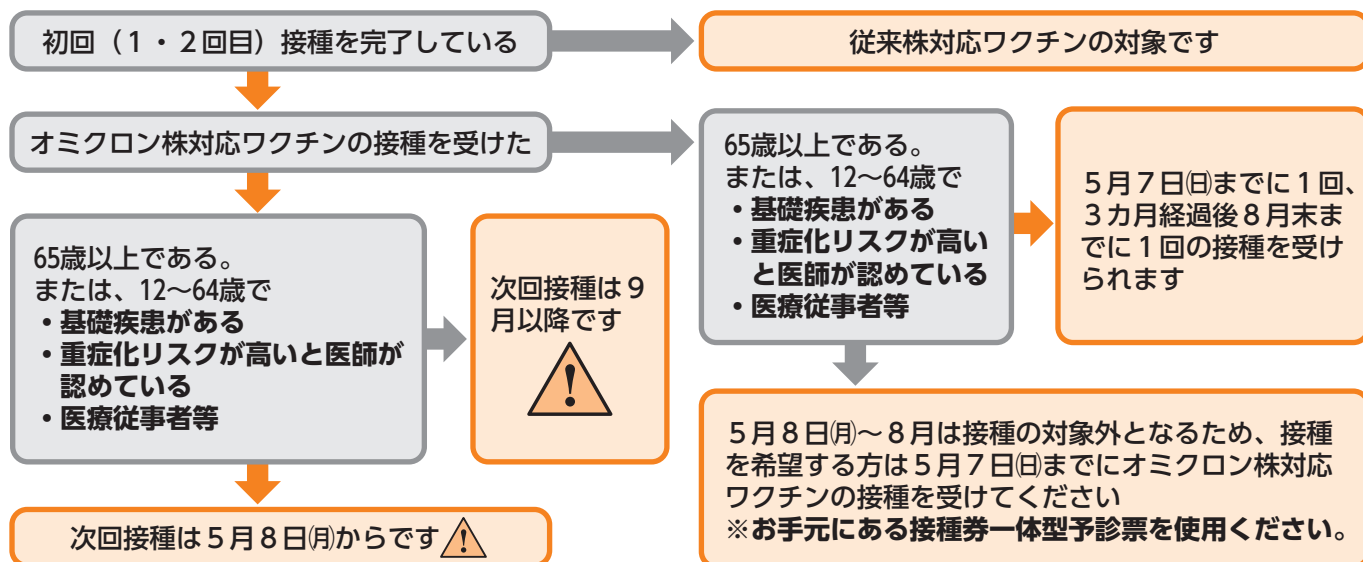 初回（１・２回目）接種を完了している
従来株対応ワクチンの対象です
オミクロン株対応ワクチンの接種を受けた
65歳以上である。
または、12～64歳で
・基礎疾患がある
・重症化リスクが高い
と医師が認めている
・医療従事者等
５月７日㈰までに１回、
３カ月経過後８月末ま
でに１回の接種を受け
られます
65歳以上である。
または、12～64歳で
・基礎疾患がある
・重症化リスクが高いと医師が
認めている
・医療従事者等
次回接種は９
月以降です
!
５月８日㈪～８月は接種の対象外となるため、接種
を希望する方は５月７日㈰までにオミクロン株対応
ワクチンの接種を受けてください
※お手元にある接種券一体型予診票を使用ください。
次回接種は５月８日㈪からです
!